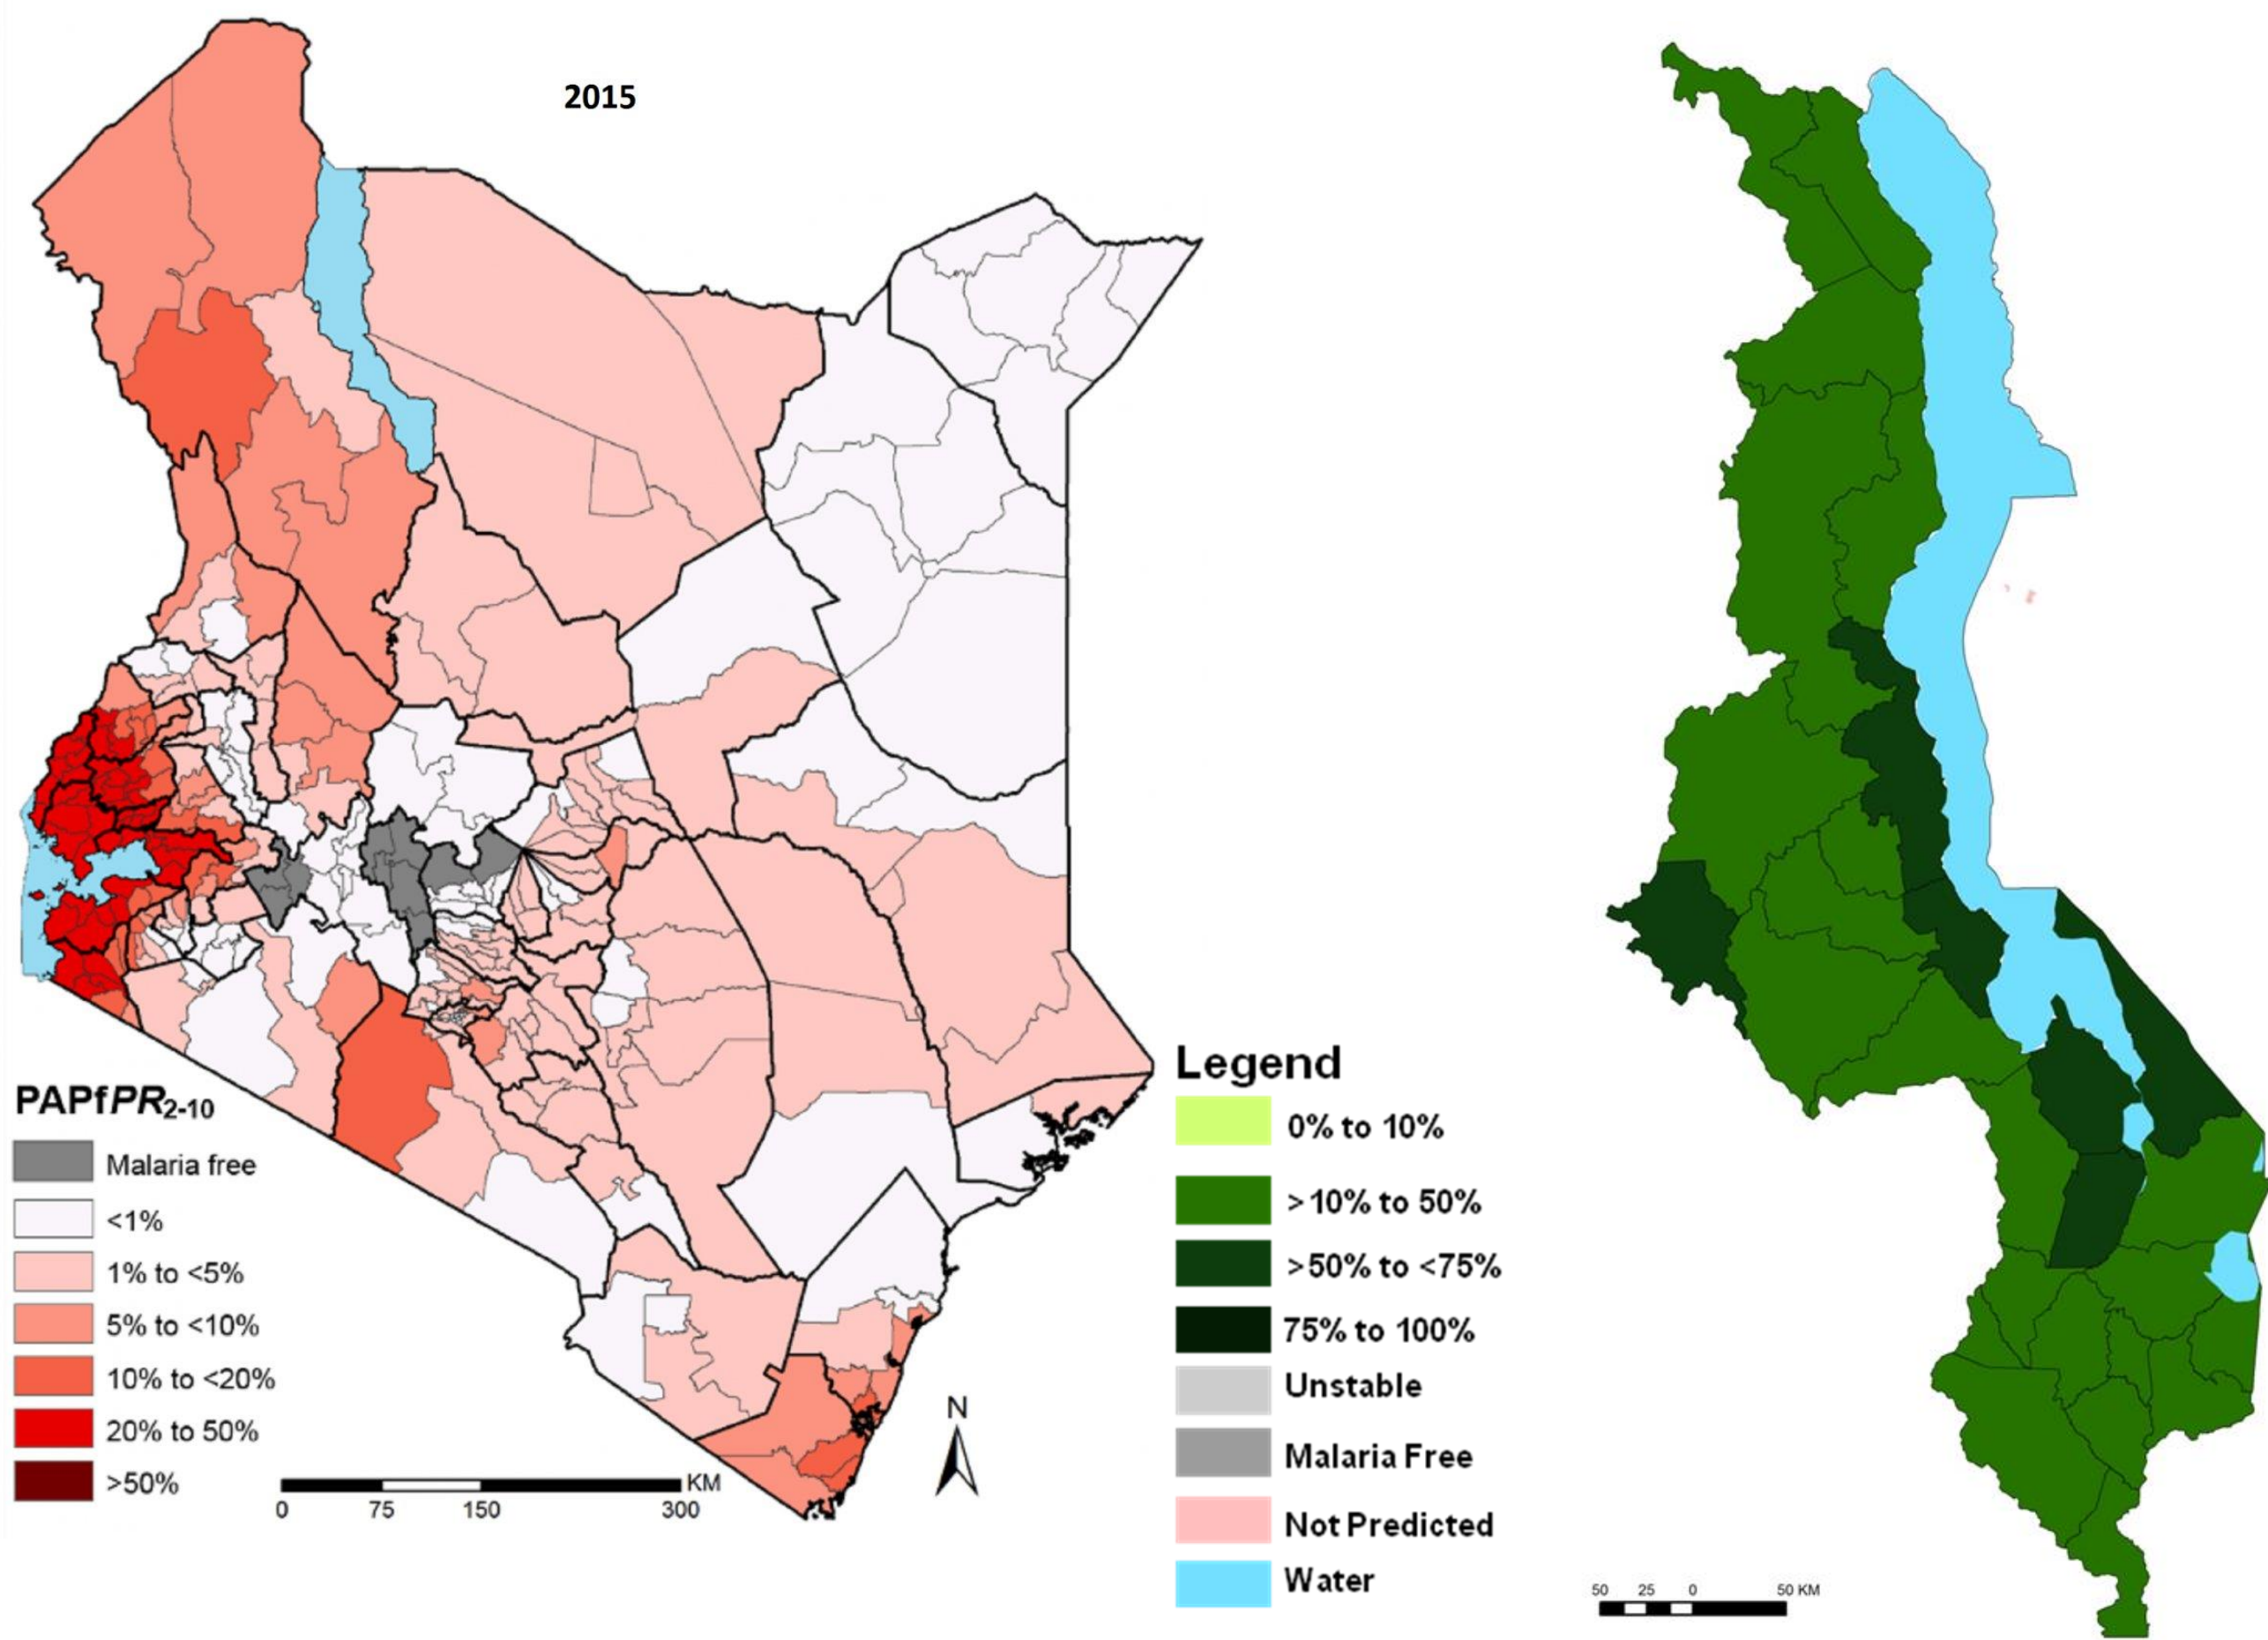 2015
PAPfPR2-10
Malaria free
<1%
1% to <5%
5% to <10%
10% to <20%
20% to 50%
>50%
KM
0 75 150 300
N
Legend
0% to 10%
>10% to 50%
>50% to <75%
75% to 100%
Unstable
Malaria Free
Not Predicted
Water
50 25 0 50 KM